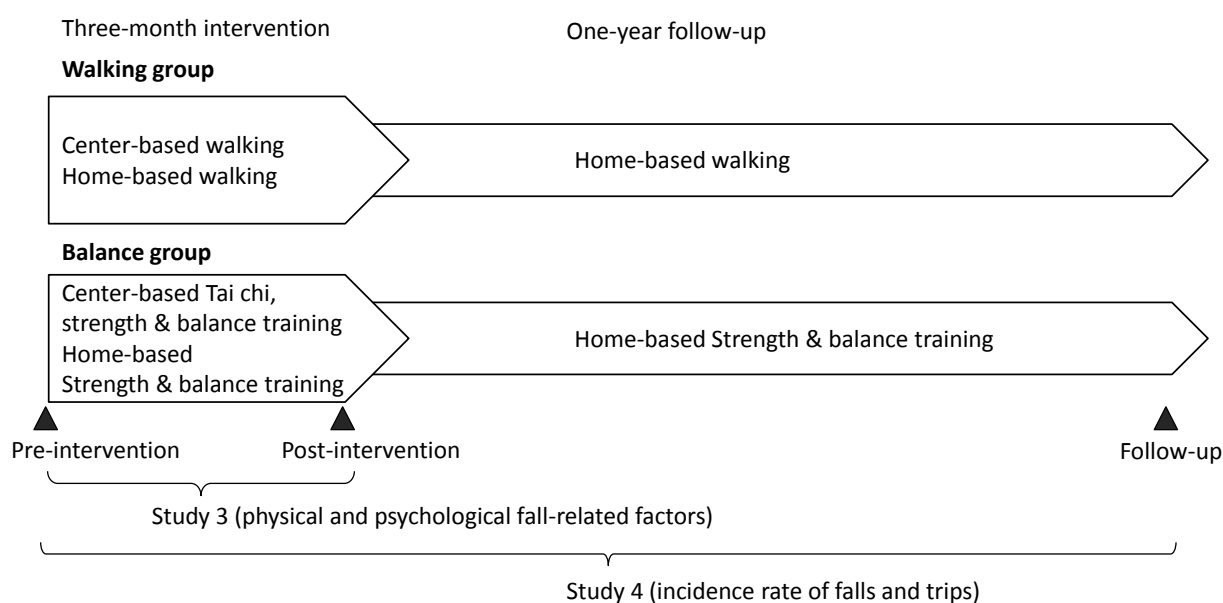 Three-month intervention
One-year follow-up
Walking group
Center-based walking
Home-based walking
Home-based walking
Balance group
Center-based Tai chi,
strength & balance training
Home-based
Strength & balance training
Home-based Strength & balance training
Pre-intervention
Post-intervention
Follow-up
Study 3 (physical and psychological fall-related factors)
Study 4 (incidence rate of falls and trips)